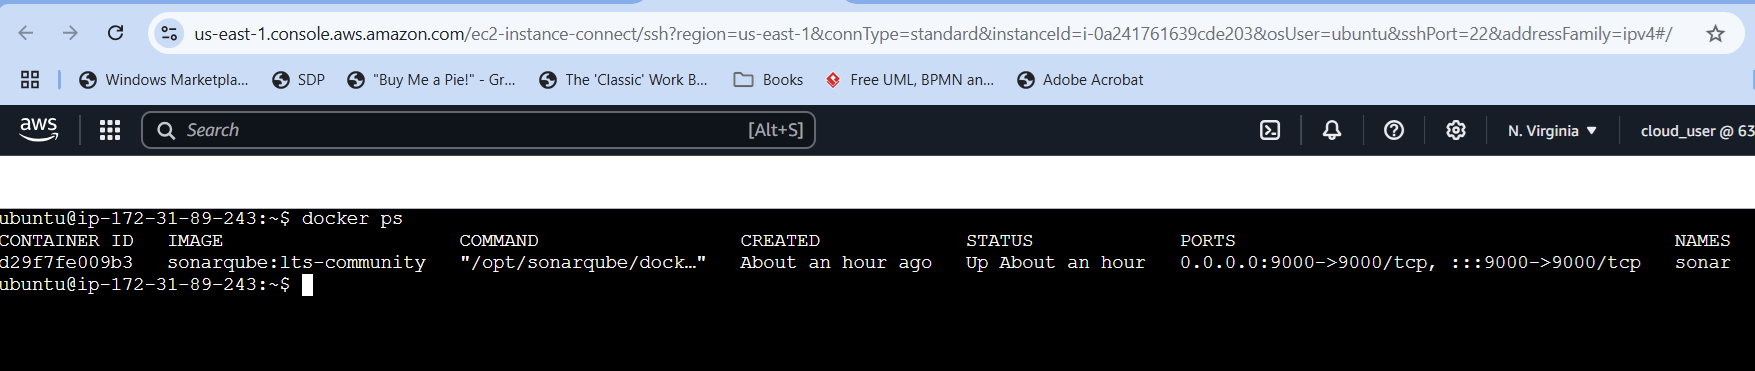 us-east-1.console.aws.amazon.com/ec2-instance-connect/ssh?region=us-east-1&connType=standard&instanceId=i-0a241761639cde203&osUser=ubuntu&sshPort=22&addressFamily=ipv4#/
Windows Marketpla... SDP "Buy Me a Pie!" - Gr... The 'Classic' Work B... Books Free UML, BPMN an... Adobe Acrobat
aws Search [Alt+S] N. Virginia ▼ cloud_user @ 63
ubuntu@ip-172-31-89-243:~$ docker ps
CONTAINER ID IMAGE COMMAND CREATED STATUS PORTS NAMES
d29f7fe009b3 sonarqube:lts-community "/opt/sonarqube/dock…" About an hour ago Up About an hour 0.0.0.0:9000->9000/tcp, :::9000->9000/tcp sonar
ubuntu@ip-172-31-89-243:~$